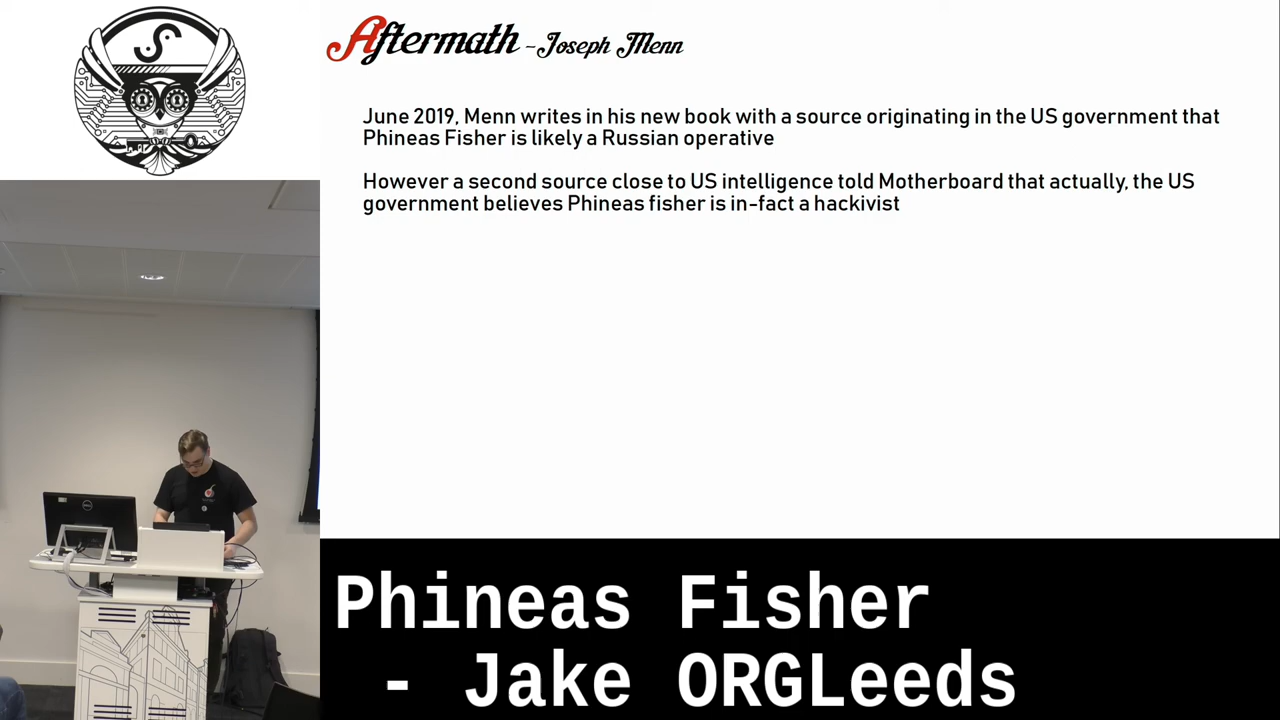 Aftermath - Joseph Menn
June 2019, Menn writes in his new book with a source originating in the US government that
Phineas Fisher is likely a Russian operative
However a second source close to US intelligence told Motherboard that actually, the US
government believes Phineas fisher is in-fact a hackivist
Phineas Fisher
- Jake ORGLeeds